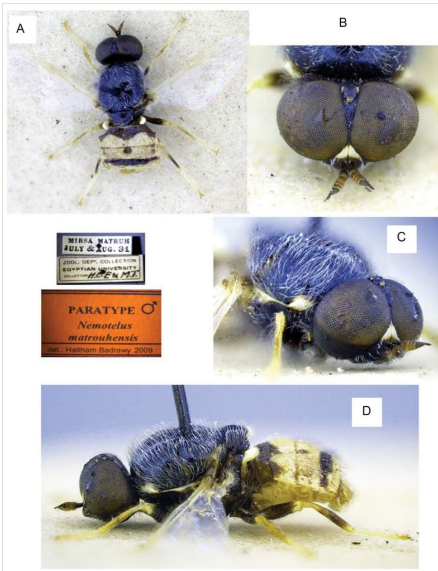 A
B
MIRSA MATRUH
JULY & AUG. 31
C
ZOOL. DEPt. COLLECTION
EGYPTIAN UNIVERSITY
PARATYPE ♂
Nemotelus
matrouhensis
det.: Haitham Badrawy 2009
D